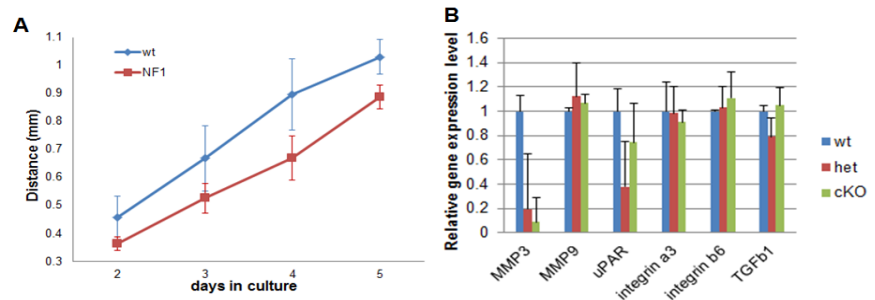 A
wt
NF1
Distance (mm)
1.1
1
0.9
0.8
0.7
0.6
0.5
0.4
0.3
2 3 4 5
days in culture
B
Relative gene expression level
1.6
1.4
1.2
1
0.8
0.6
0.4
0.2
0
MMP3 MMP9 uPAR integrin a3 integrin b6 TGFb1
wt
het
cKO